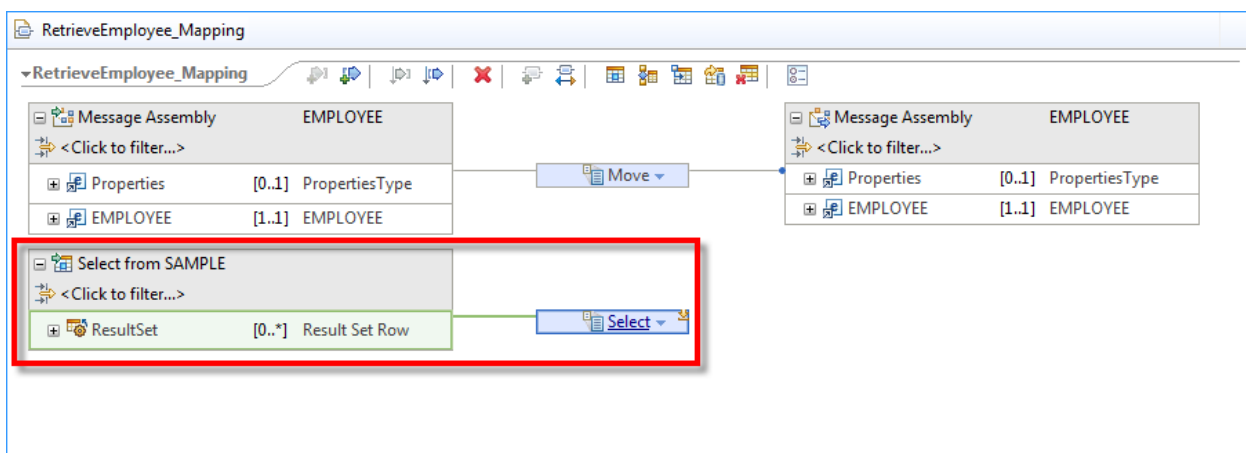 RetrieveEmployee_Mapping
RetrieveEmployee_Mapping
Message Assembly EMPLOYEE
<Click to filter...>
Properties [0..1] PropertiesType
EMPLOYEE [1..1] EMPLOYEE
Move
Message Assembly EMPLOYEE
<Click to filter...>
Properties [0..1] PropertiesType
EMPLOYEE [1..1] EMPLOYEE
Select from SAMPLE
<Click to filter...>
ResultSet [0..*] Result Set Row
Select